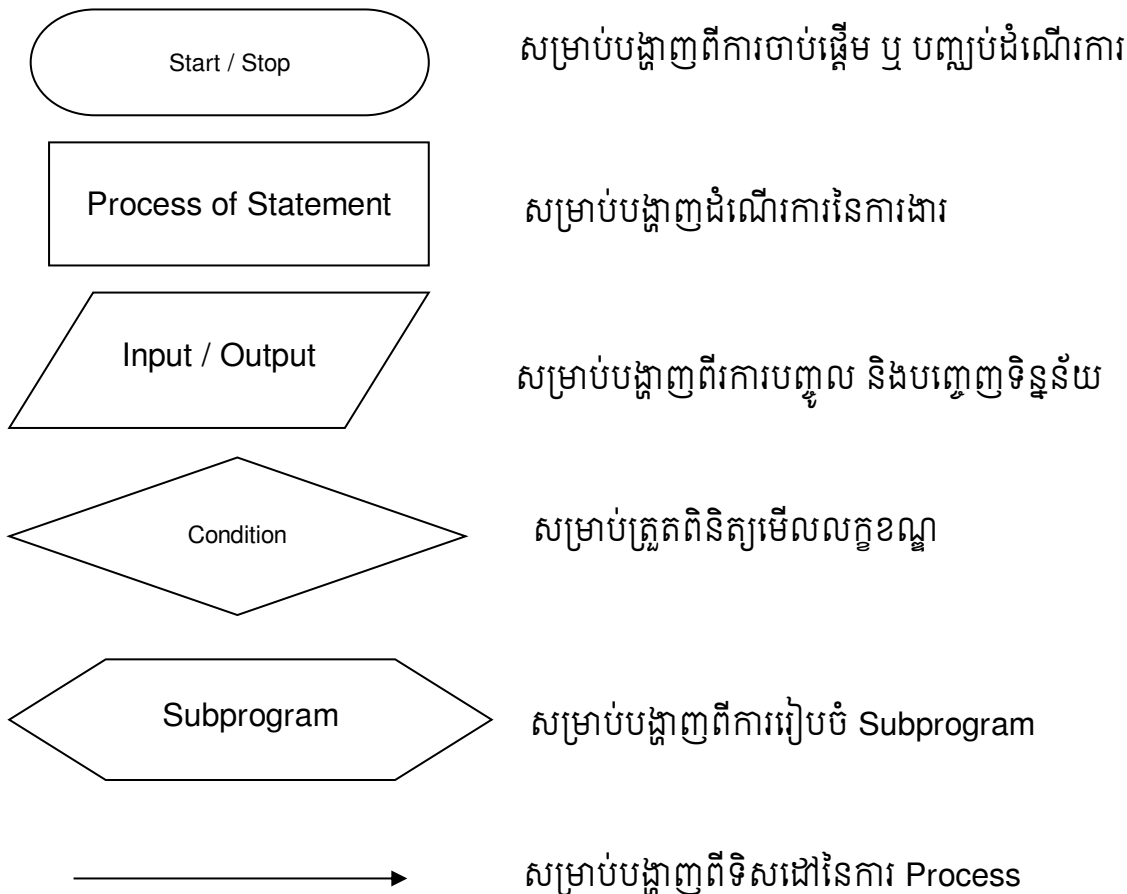 Start / Stop
សម្រាប់បង្ហាញពីការចាប់ផ្តើម ឬ បញ្ឈប់ដំណើរការ
Process of Statement
សម្រាប់បង្ហាញដំណើរការនៃការងារ
Input / Output
សម្រាប់បង្ហាញពីរការបញ្ចូល និងបញ្ចេញទិន្នន័យ
Condition
សម្រាប់ត្រួតពិនិត្យមើលលក្ខខណ្ឌ
Subprogram
សម្រាប់បង្ហាញពីការរៀបចំ Subprogram
សម្រាប់បង្ហាញពីទិសដៅនៃការ Process